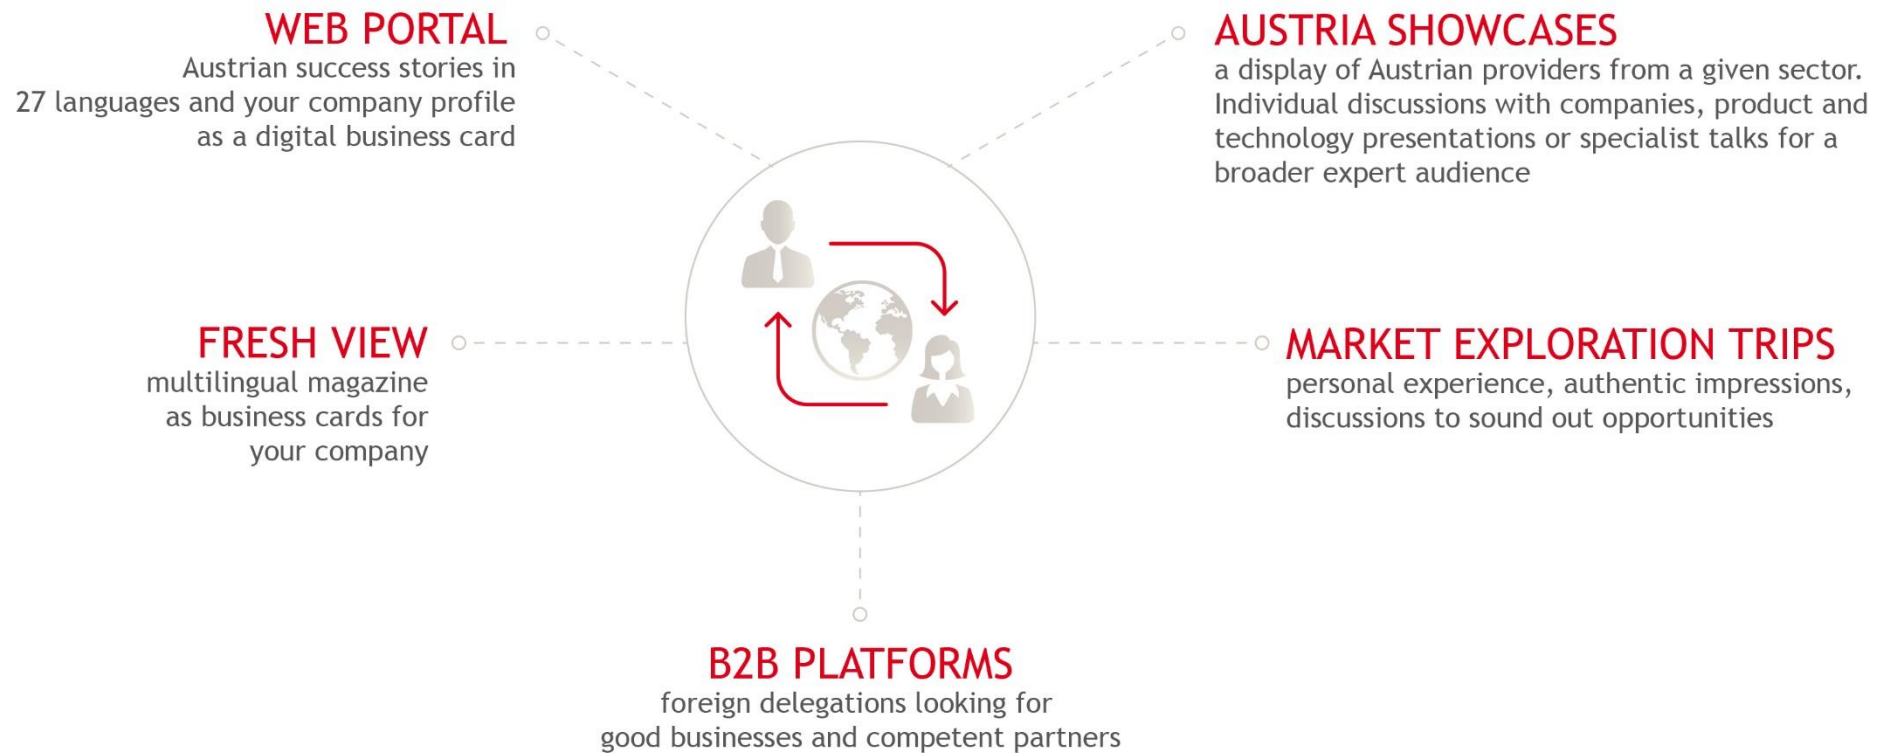 WEB PORTAL
Austrian success stories in
27 languages and your company profile
as a digital business card
AUSTRIA SHOWCASES
a display of Austrian providers from a given sector.
Individual discussions with companies, product and
technology presentations or specialist talks for a
broader expert audience
FRESH VIEW
multilingual magazine
as business cards for
your company
MARKET EXPLORATION TRIPS
personal experience, authentic impressions,
discussions to sound out opportunities
B2B PLATFORMS
foreign delegations looking for
good businesses and competent partners